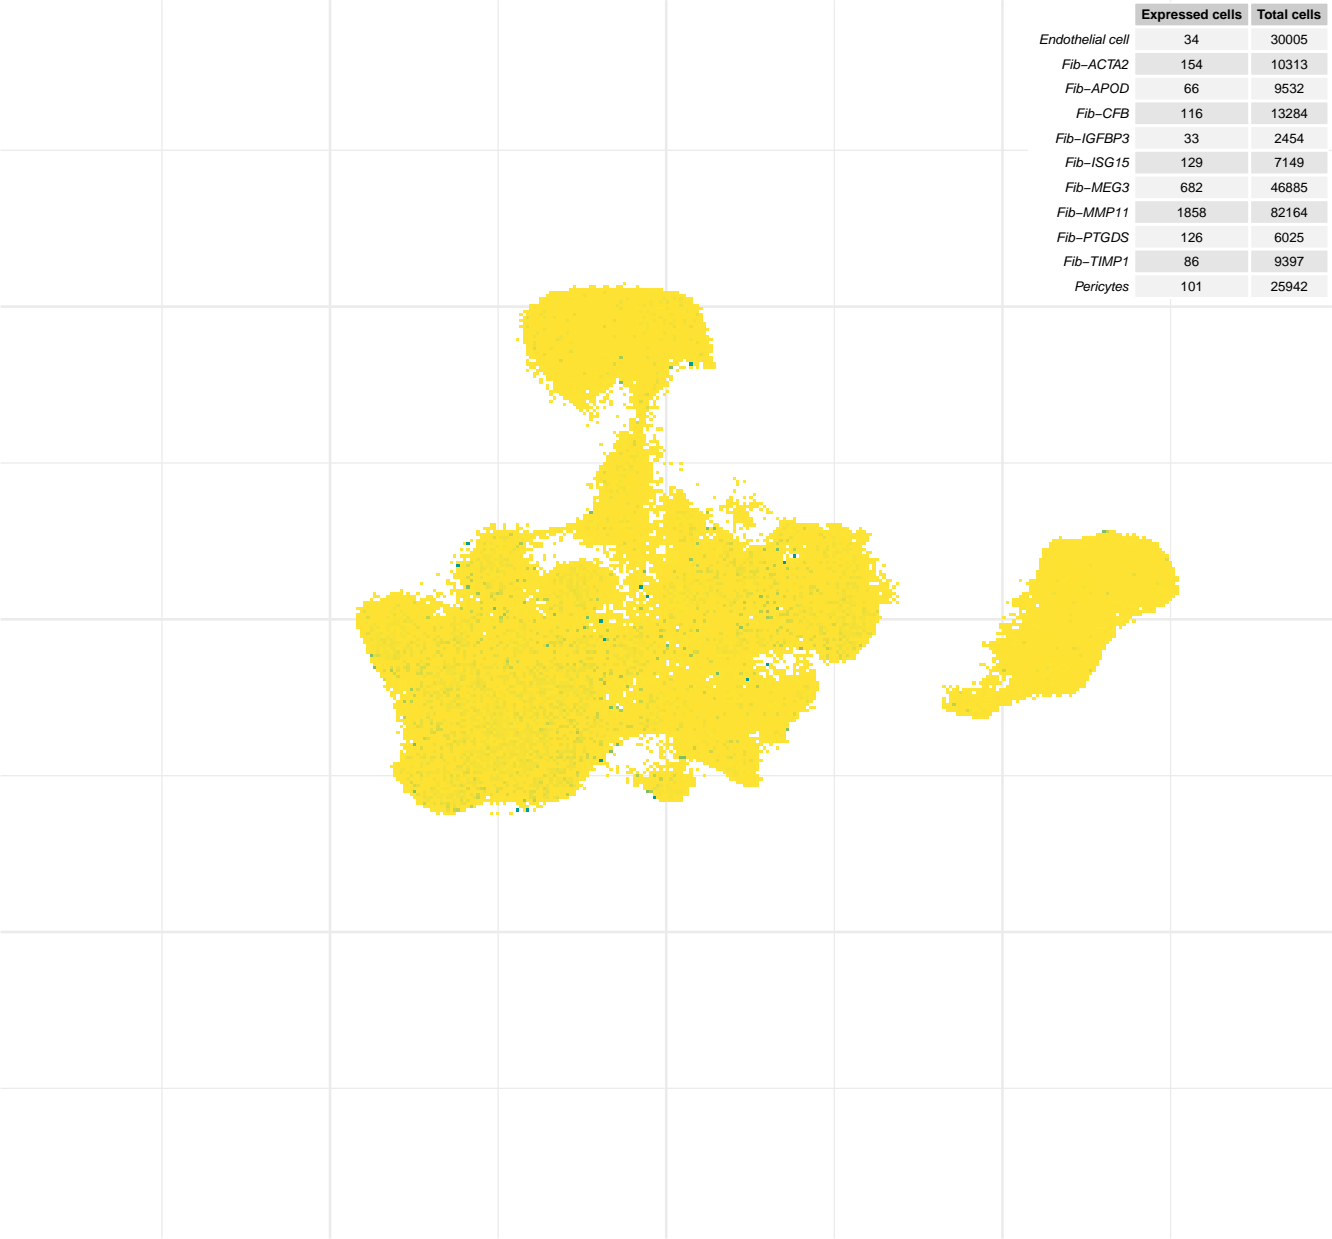 Expressed cells Total cells
Endothelial cell 34 30005
Fib−ACTA2 154 10313
Fib−APOD 66 9532
Fib−CFB 116 13284
Fib−IGFBP3 33 2454
Fib−ISG15 129 7149
Fib−MEG3 682 46885
Fib−MMP11 1858 82164
Fib−PTGDS 126 6025
Fib−TIMP1 86 9397
Pericytes 101 25942